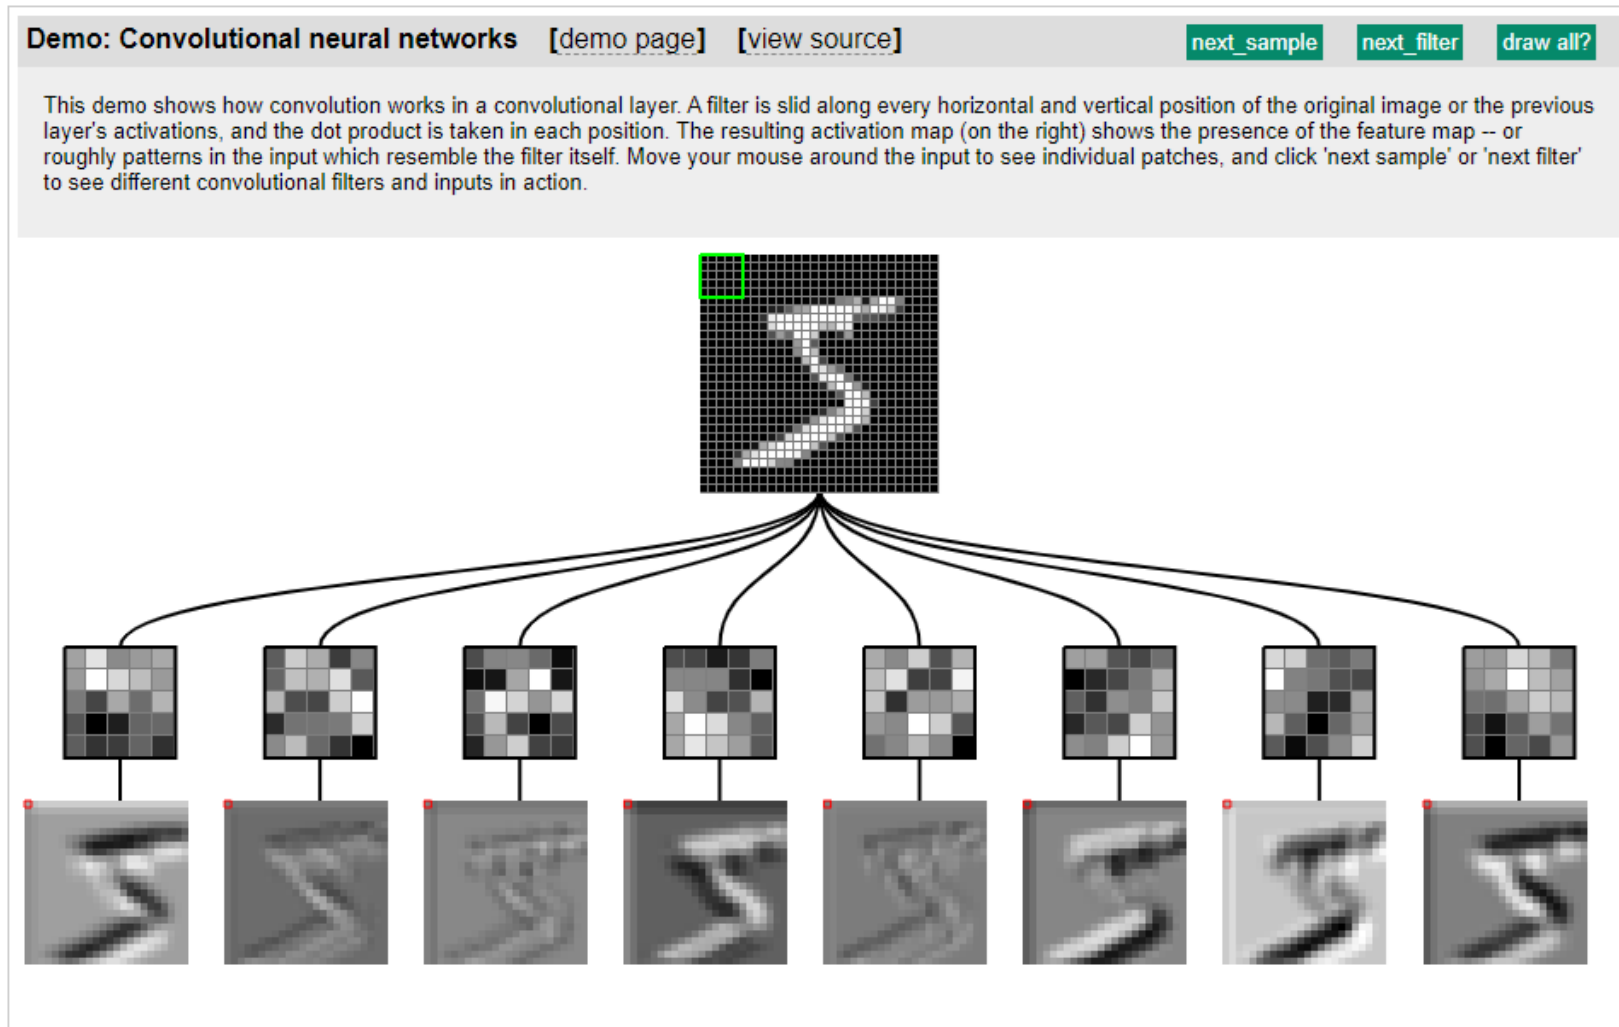 Demo: Convolutional neural networks [demo page] [view source] next_sample next_filter draw all?
This demo shows how convolution works in a convolutional layer. A filter is slid along every horizontal and vertical position of the original image or the previous
layer's activations, and the dot product is taken in each position. The resulting activation map (on the right) shows the presence of the feature map -- or
roughly patterns in the input which resemble the filter itself. Move your mouse around the input to see individual patches, and click 'next sample' or 'next filter'
to see different convolutional filters and inputs in action.